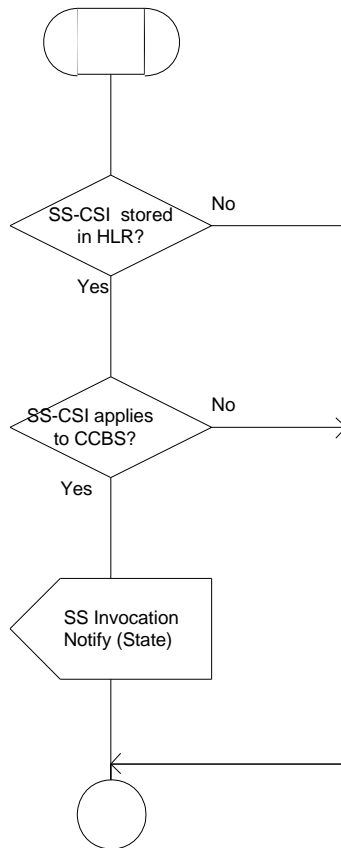 SS-CSI stored
in HLR?
No
Yes
SS-CSI applies
to CCBS?
No
Yes
SS Invocation
Notify (State)